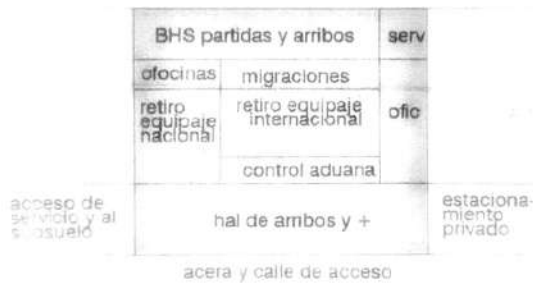 BHS partidas y arribos
serv
ofocinas
migraciones
retiro
equipaje
nacional
retiro equipaje
internacional
ofic
control aduana
acceso de
servicio y al
subsuelo
hal de arribos y +
estaciona-
miento
privado
acera y calle de acceso